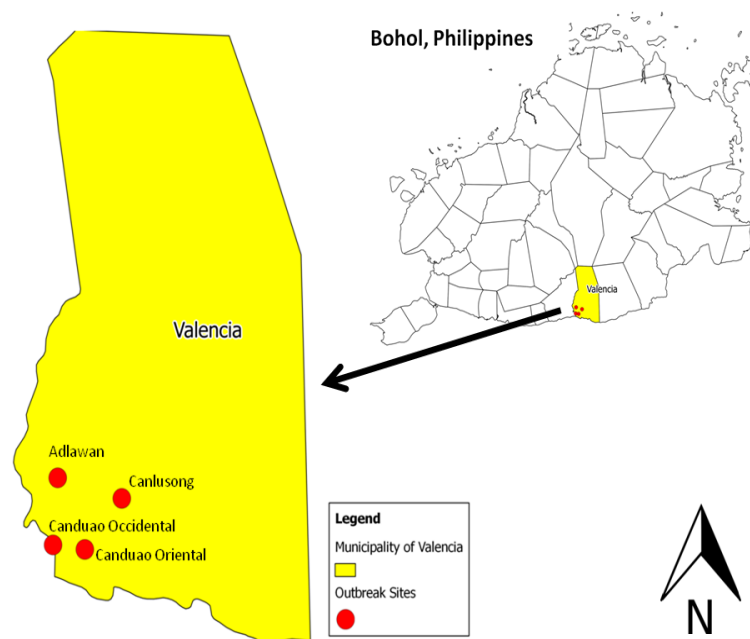 Bohol, Philippines
Valencia
Valencia
Adlawan
Canlusong
Canduao Occidental
Canduao Oriental
Legend
Municipality of Valencia
Outbreak Sites
N